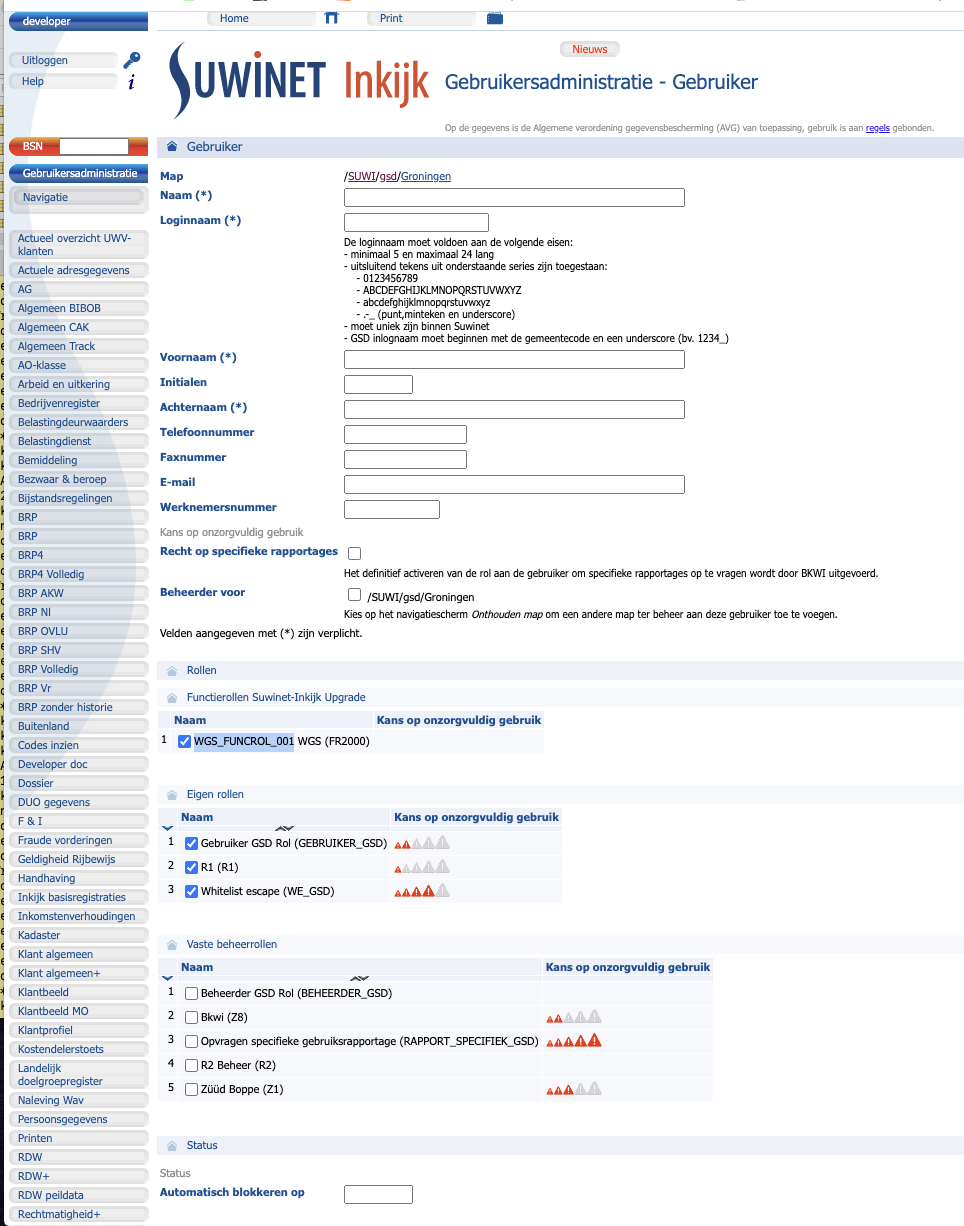 developer
Home
Print
Uitloggen
Help
i
SUWINET Inkijk
Nieuws
Gebruikersadministratie - Gebruiker
Op de gegevens is de Algemene verordening gegevensbescherming (AVG) van toepassing, gebruik is aan regels gebonden.
BSN
Gebruikersadministratie
Navigatie
Actueel overzicht UWV-
klanten
Actuele adresgegevens
AG
Algemeen BIBOB
Algemeen CAK
Algemeen Track
AO-klasse
Arbeid en uitkering
Bedrijvenregister
Belastingdeurwaarders
Belastingdienst
Bemiddeling
Bezwaar & beroep
Bijstandsregelingen
BRP
BRP
BRP4
BRP4 Volledig
BRP AKW
BRP NI
BRP OVLU
BRP SHV
BRP Volledig
BRP Vr
BRP zonder historie
Buitenland
Codes inzien
Developer doc
Dossier
DUO gegevens
F & I
Fraude vorderingen
Geldigheid Rijbewijs
Handhaving
Inkijk basisregistraties
Inkomstenverhoudingen
Kadaster
Klant algemeen
Klant algemeen+
Klantbeeld
Klantbeeld MO
Klantprofiel
Kostendelerstoets
Landelijk
doelgroepregister
Naleving Wav
Persoonsgegevens
Printen
RDW
RDW+
RDW peildata
Rechtmatigheid+
Gebruiker
Map /SUWI/gsd/Groningen
Naam (*)
Loginnaam (*)
De loginnaam moet voldoen aan de volgende eisen:
- minimaal 5 en maximaal 24 lang
- uitsluitend tekens uit onderstaande series zijn toegestaan:
- 0123456789
- ABCDEFGHIJKLMNOPQRSTUVWXYZ
- abcdefghijklmnopqrstuvwxyz
- .-_ (punt,minteken en underscore)
- moet uniek zijn binnen Suwinet
- GSD inlognaam moet beginnen met de gemeentecode en een underscore (bv. 1234_)
Voornaam (*)
Initialen
Achternaam (*)
Telefoonnummer
Faxnummer
E-mail
Werknemersnummer
Kans op onzorgvuldig gebruik
Recht op specifieke rapportages
Het definitief activeren van de rol aan de gebruiker om specifieke rapportages op te vragen wordt door BKWI uitgevoerd.
Beheerder voor /SUWI/gsd/Groningen
Kies op het navigatiescherm Onthouden map om een andere map ter beheer aan deze gebruiker toe te voegen.
Velden aangegeven met (*) zijn verplicht.
Rollen
Functierollen Suwinet-Inkijk Upgrade
Naam Kans op onzorgvuldig gebruik
1 WGS_FUNCROL_001 WGS (FR2000)
Eigen rollen
Naam Kans op onzorgvuldig gebruik
1 Gebruiker GSD Rol (GEBRUIKER_GSD)
2 R1 (R1)
3 Whitelist escape (WE_GSD)
Vaste beheerrollen
Naam Kans op onzorgvuldig gebruik
1 Beheerder GSD Rol (BEHEERDER_GSD)
2 Bkwi (Z8)
3 Opvragen specifieke gebruiksrapportage (RAPPORT_SPECIFIEK_GSD)
4 R2 Beheer (R2)
5 Züüd Boppe (Z1)
Status
Status
Automatisch blokkeren op